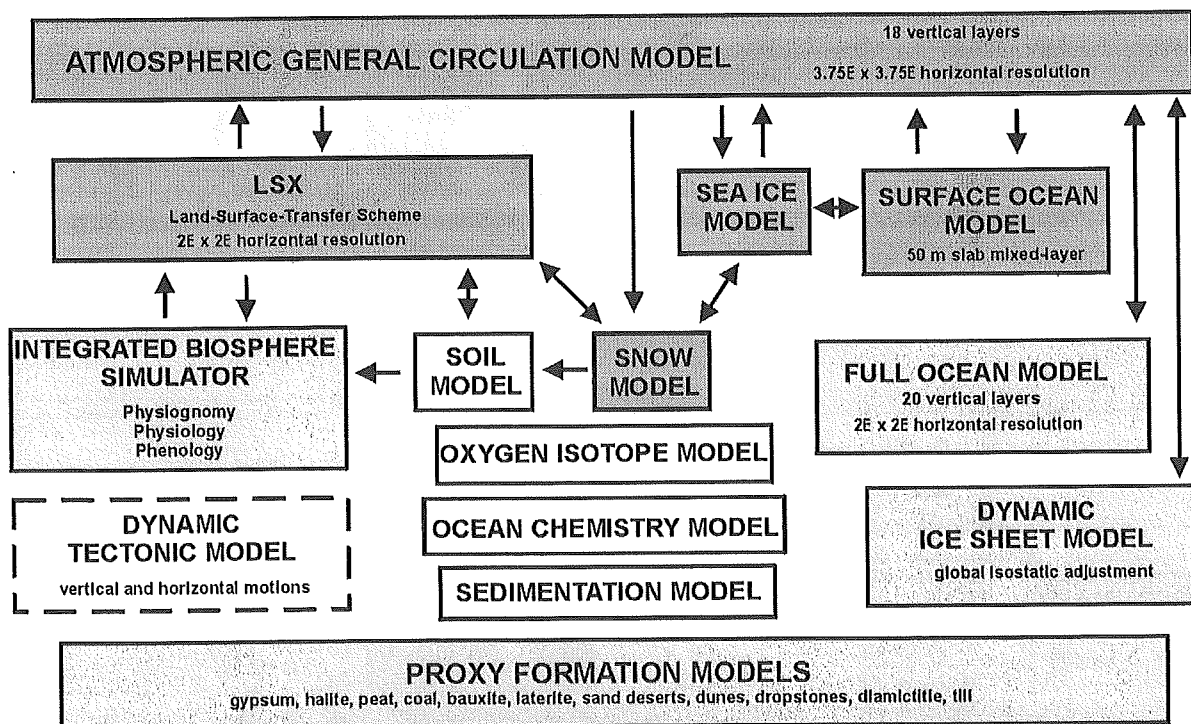 18 vertical layers
ATMOSPHERIC GENERAL CIRCULATION MODEL
3.75E x 3.75E horizontal resolution
LSX
Land-Surface-Transfer Scheme
2E x 2E horizontal resolution
SEA ICE
MODEL
SURFACE OCEAN
MODEL
50 m slab mixed-layer
INTEGRATED BIOSPHERE
SIMULATOR
Physiognomy
Physiology
Phenology
SOIL
MODEL
SNOW
MODEL
FULL OCEAN MODEL
20 vertical layers
2E x 2E horizontal resolution
OXYGEN ISOTOPE MODEL
OCEAN CHEMISTRY MODEL
SEDIMENTATION MODEL
DYNAMIC
TECTONIC MODEL
vertical and horizontal motions
DYNAMIC
ICE SHEET MODEL
global isostatic adjustment
PROXY FORMATION MODELS
gypsum, halite, peat, coal, bauxite, laterite, sand deserts, dunes, dropstones, diamictitie, till